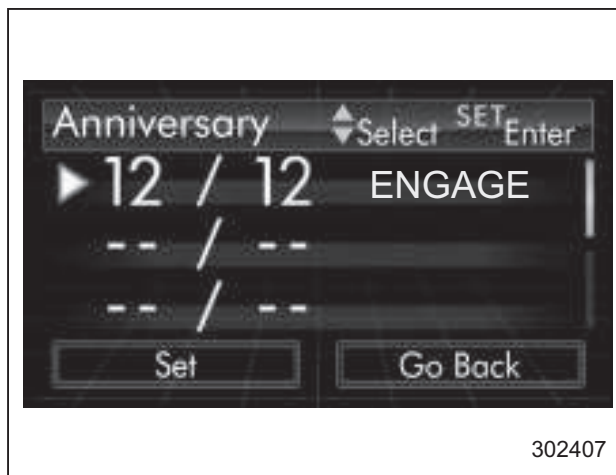 Anniversary Select SET Enter
12 / 12 ENGAGE
-- / --
-- / --
Set Go Back
302407